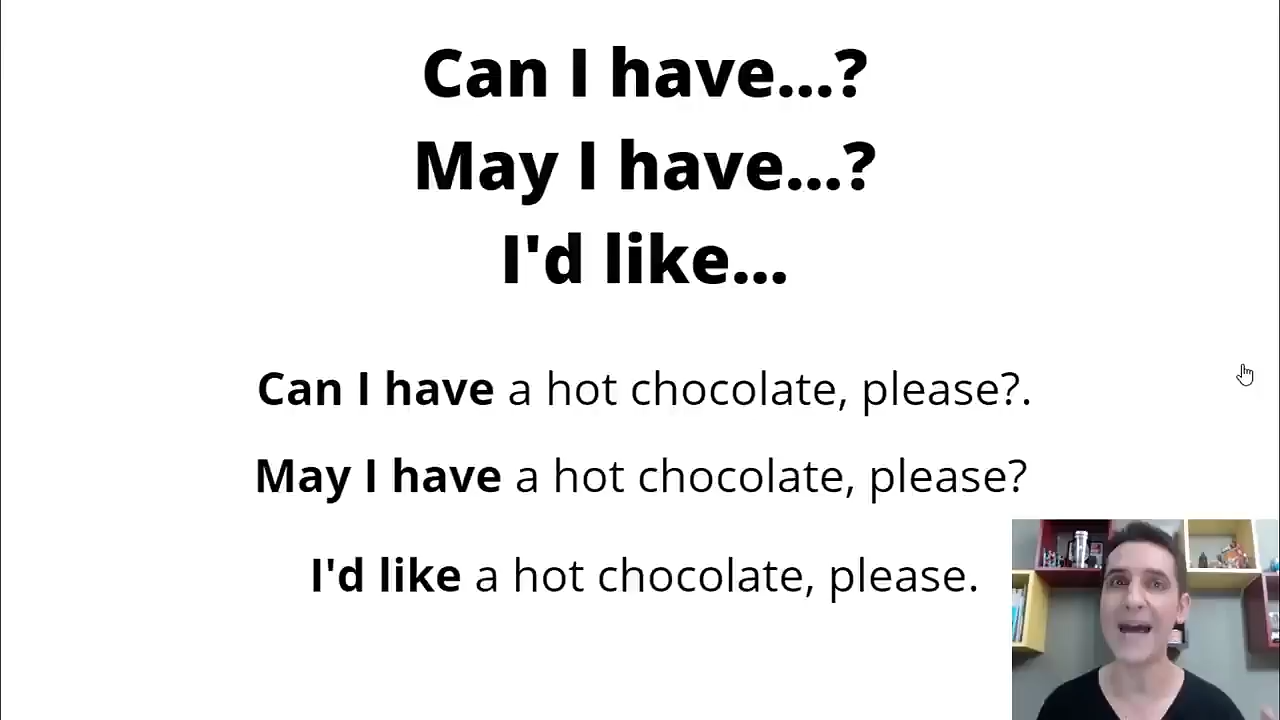 Can I have...?
May I have...?
I'd like...
Can I have a hot chocolate, please?.
May I have a hot chocolate, please?
I'd like a hot chocolate, please.